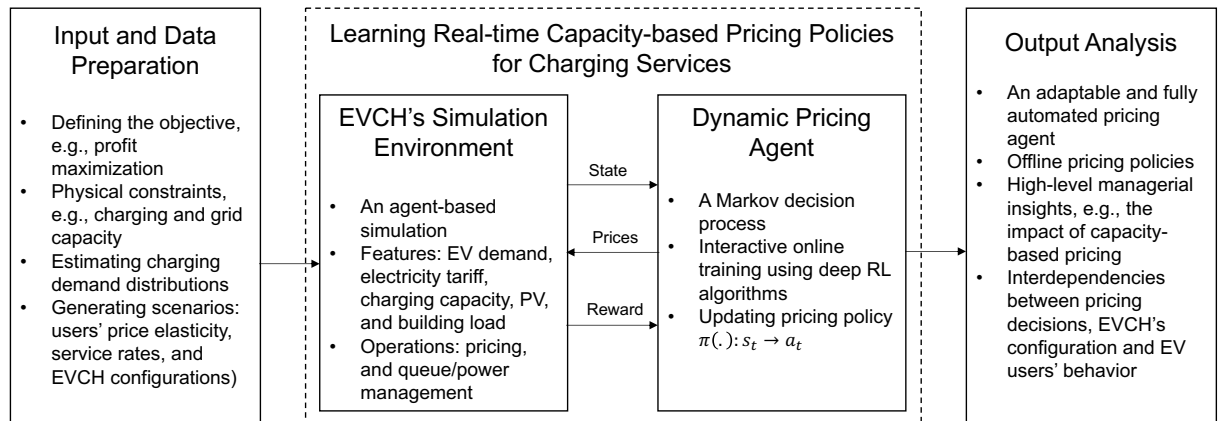 Input and Data
Preparation
• Defining the objective,
e.g., profit
maximization
• Physical constraints,
e.g., charging and grid
capacity
• Estimating charging
demand distributions
• Generating scenarios:
users' price elasticity,
service rates, and
EVCH configurations)
Learning Real-time Capacity-based Pricing Policies
for Charging Services
EVCH's Simulation
Environment
• An agent-based
simulation
• Features: EV demand,
electricity tariff,
charging capacity, PV,
and building load
• Operations: pricing,
and queue/power
management
State
Prices
Reward
Dynamic Pricing
Agent
• A Markov decision
process
• Interactive online
training using deep RL
algorithms
• Updating pricing policy
π(.): s_t → a_t
Output Analysis
• An adaptable and fully
automated pricing
agent
• Offline pricing policies
• High-level managerial
insights, e.g., the
impact of capacity-
based pricing
• Interdependencies
between pricing
decisions, EVCH's
configuration and EV
users' behavior